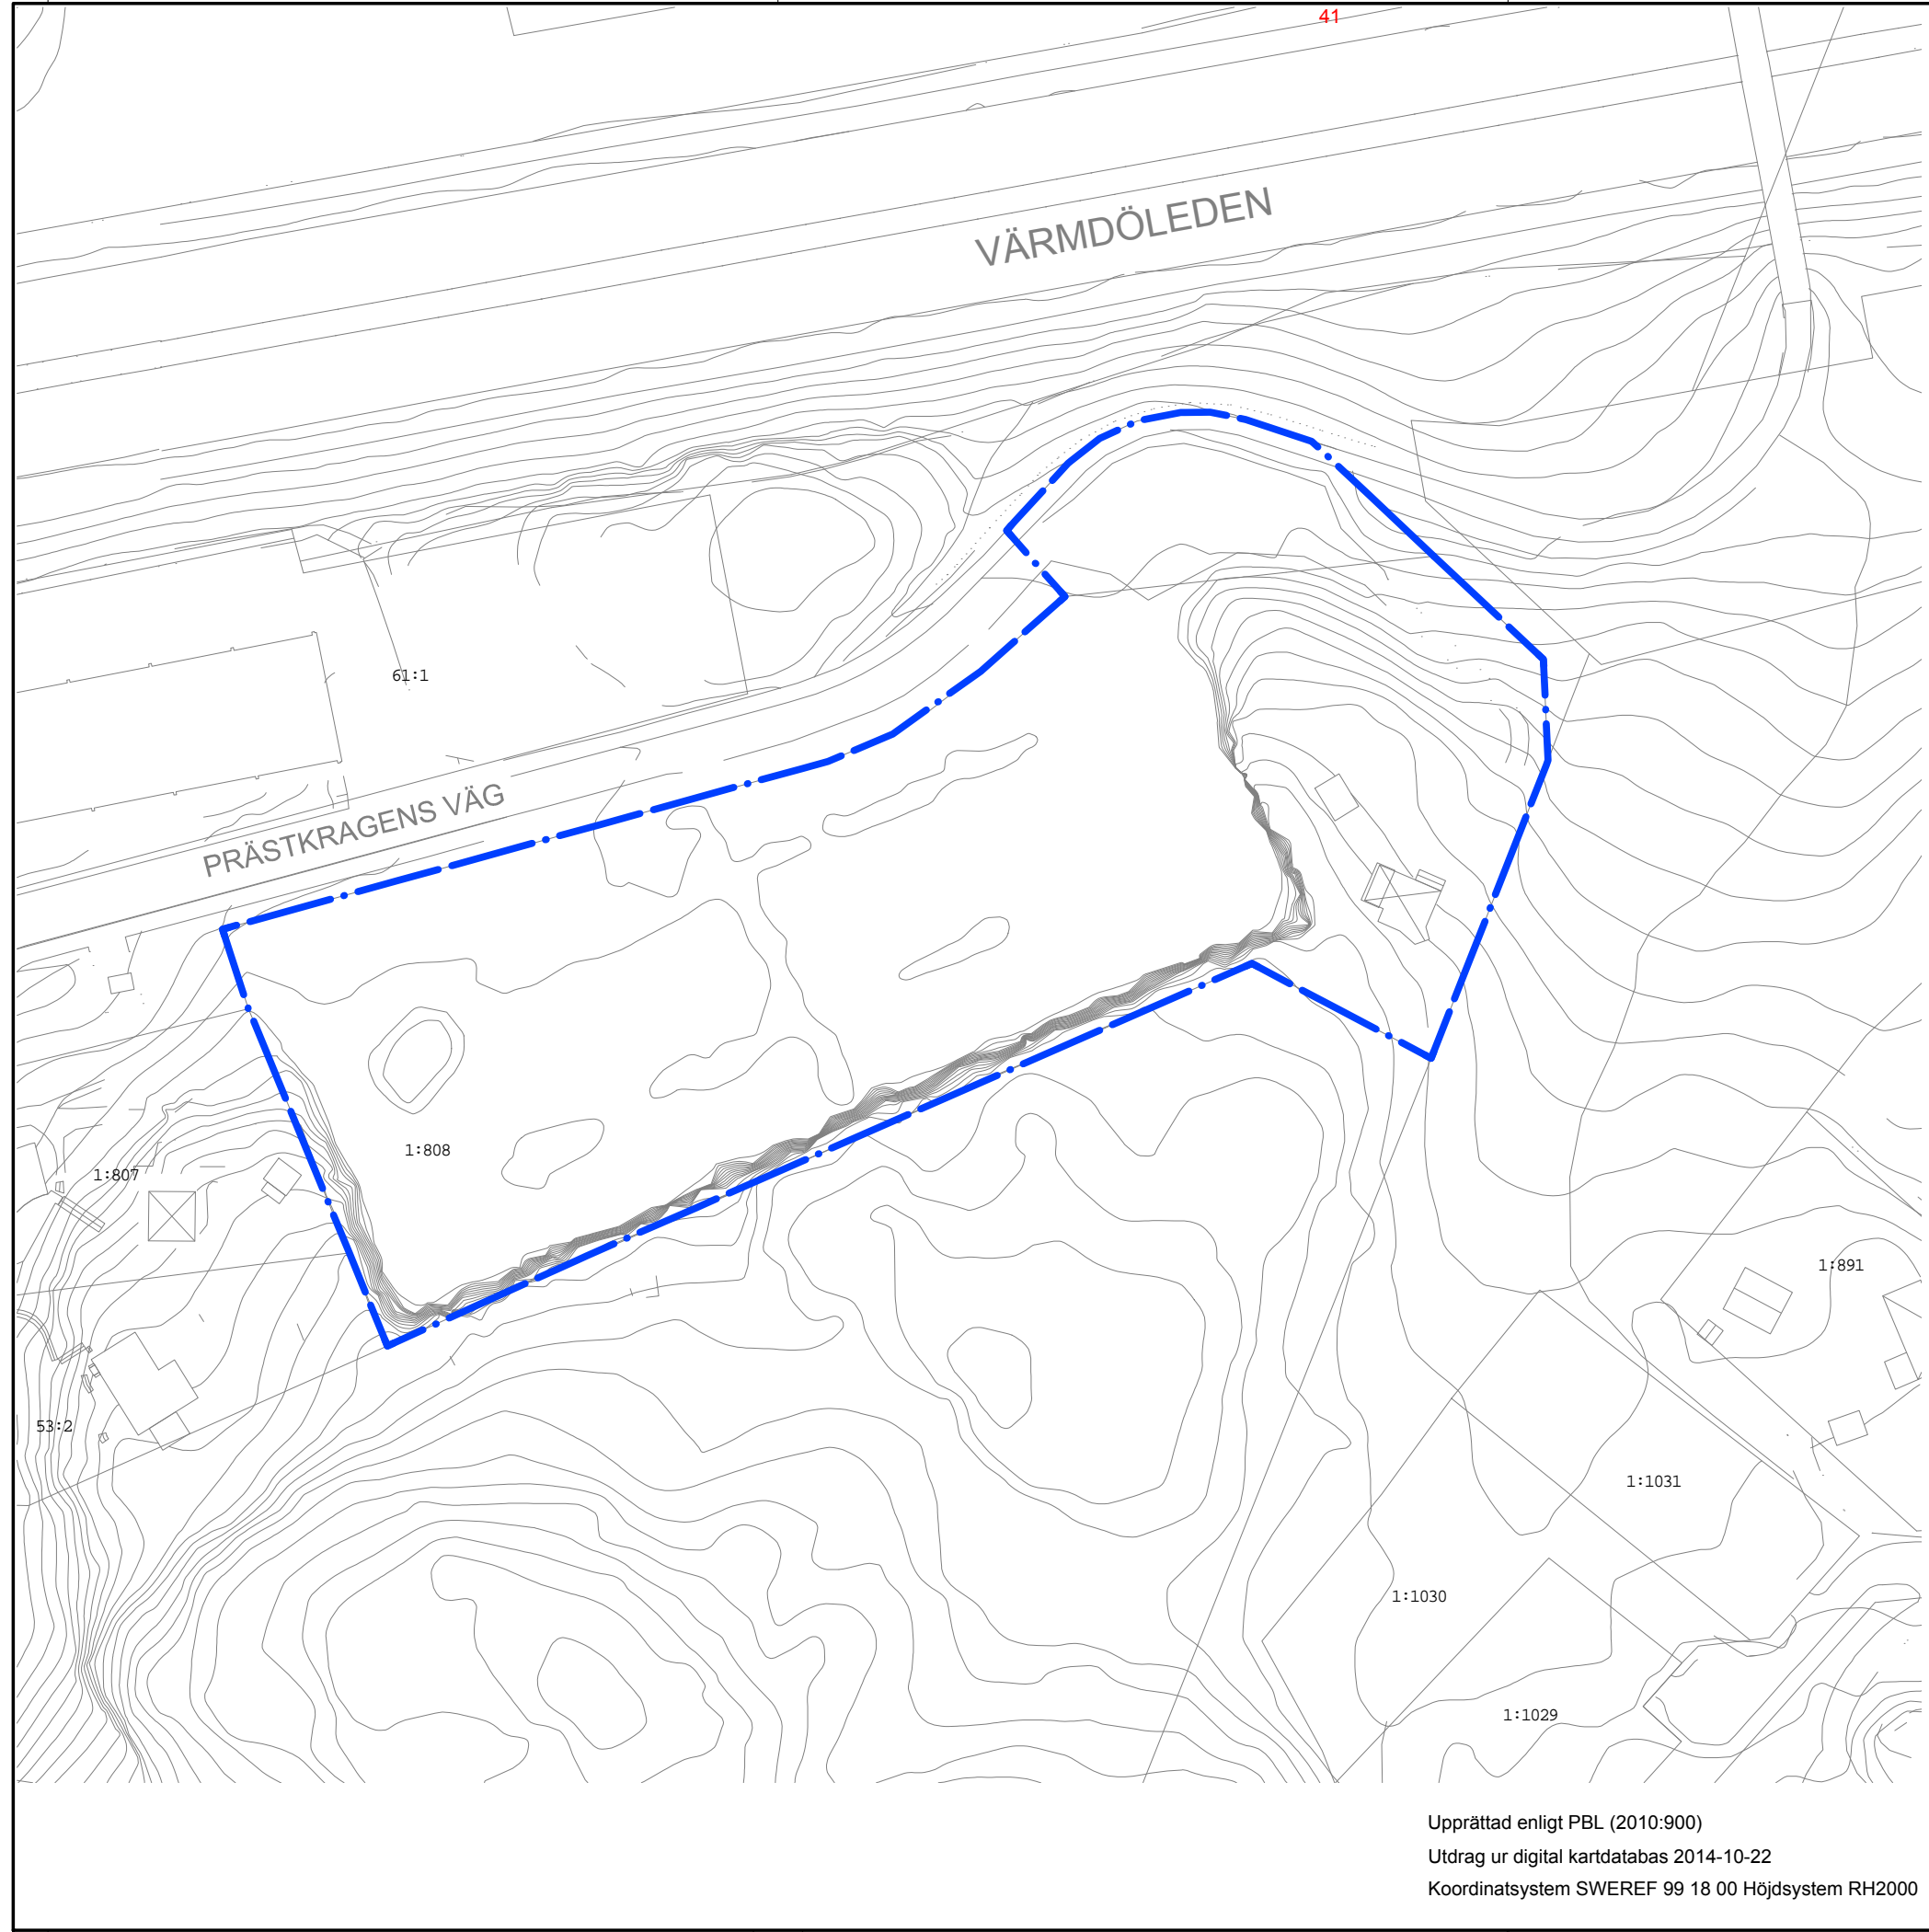 41
VÄRMDÖLEDEN
61:1
PRÄSTKRAGENS VÄG
1:808
1:807
1:891
53:2
1:1031
1:1030
1:1029
Upprättad enligt PBL (2010:900)
Utdrag ur digital kartdatabas 2014-10-22
Koordinatsystem SWEREF 99 18 00 Höjdsystem RH2000